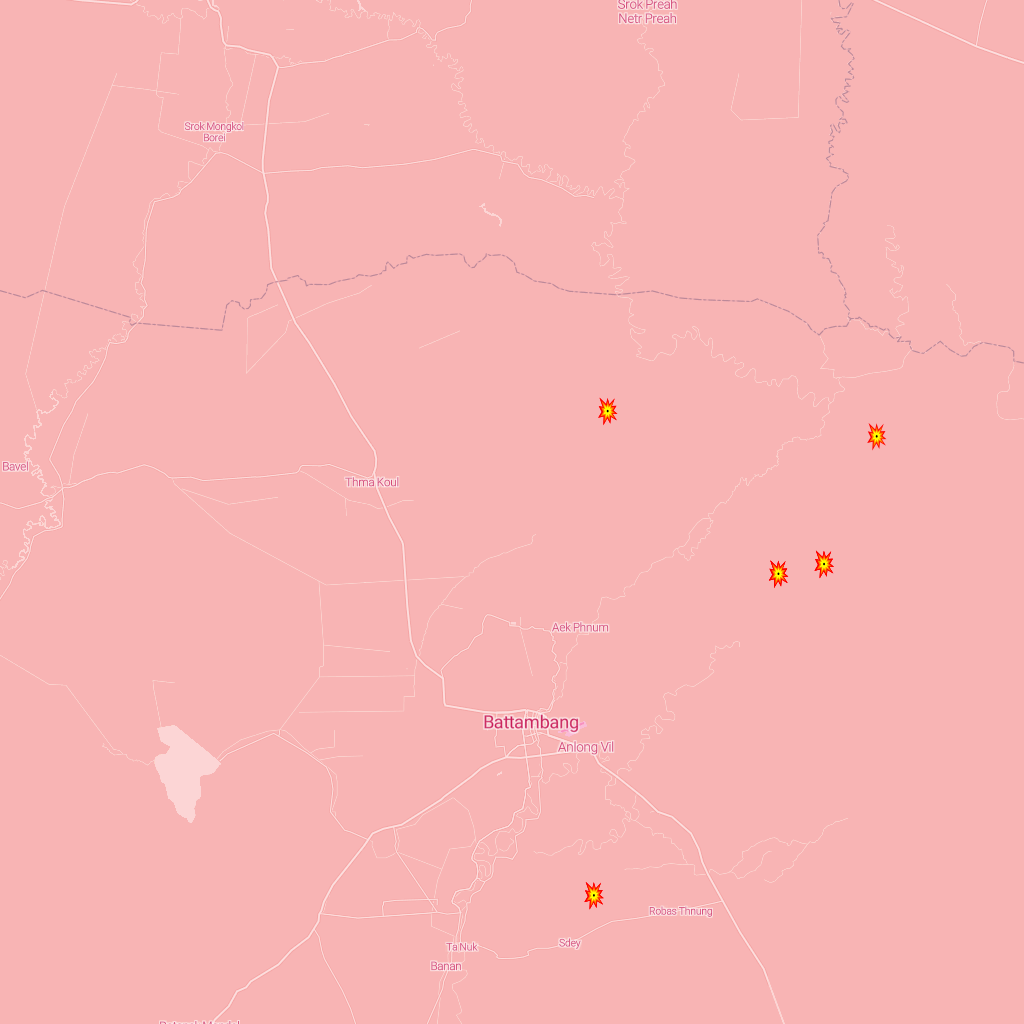 Srok Preah
Netr Preah
Srok Mongkol
Borei
Bavel
Thma Koul
Aek Phnum
Battambang
Anlong Vil
Robas Thnung
Sdey
Ta Nuk
Banan